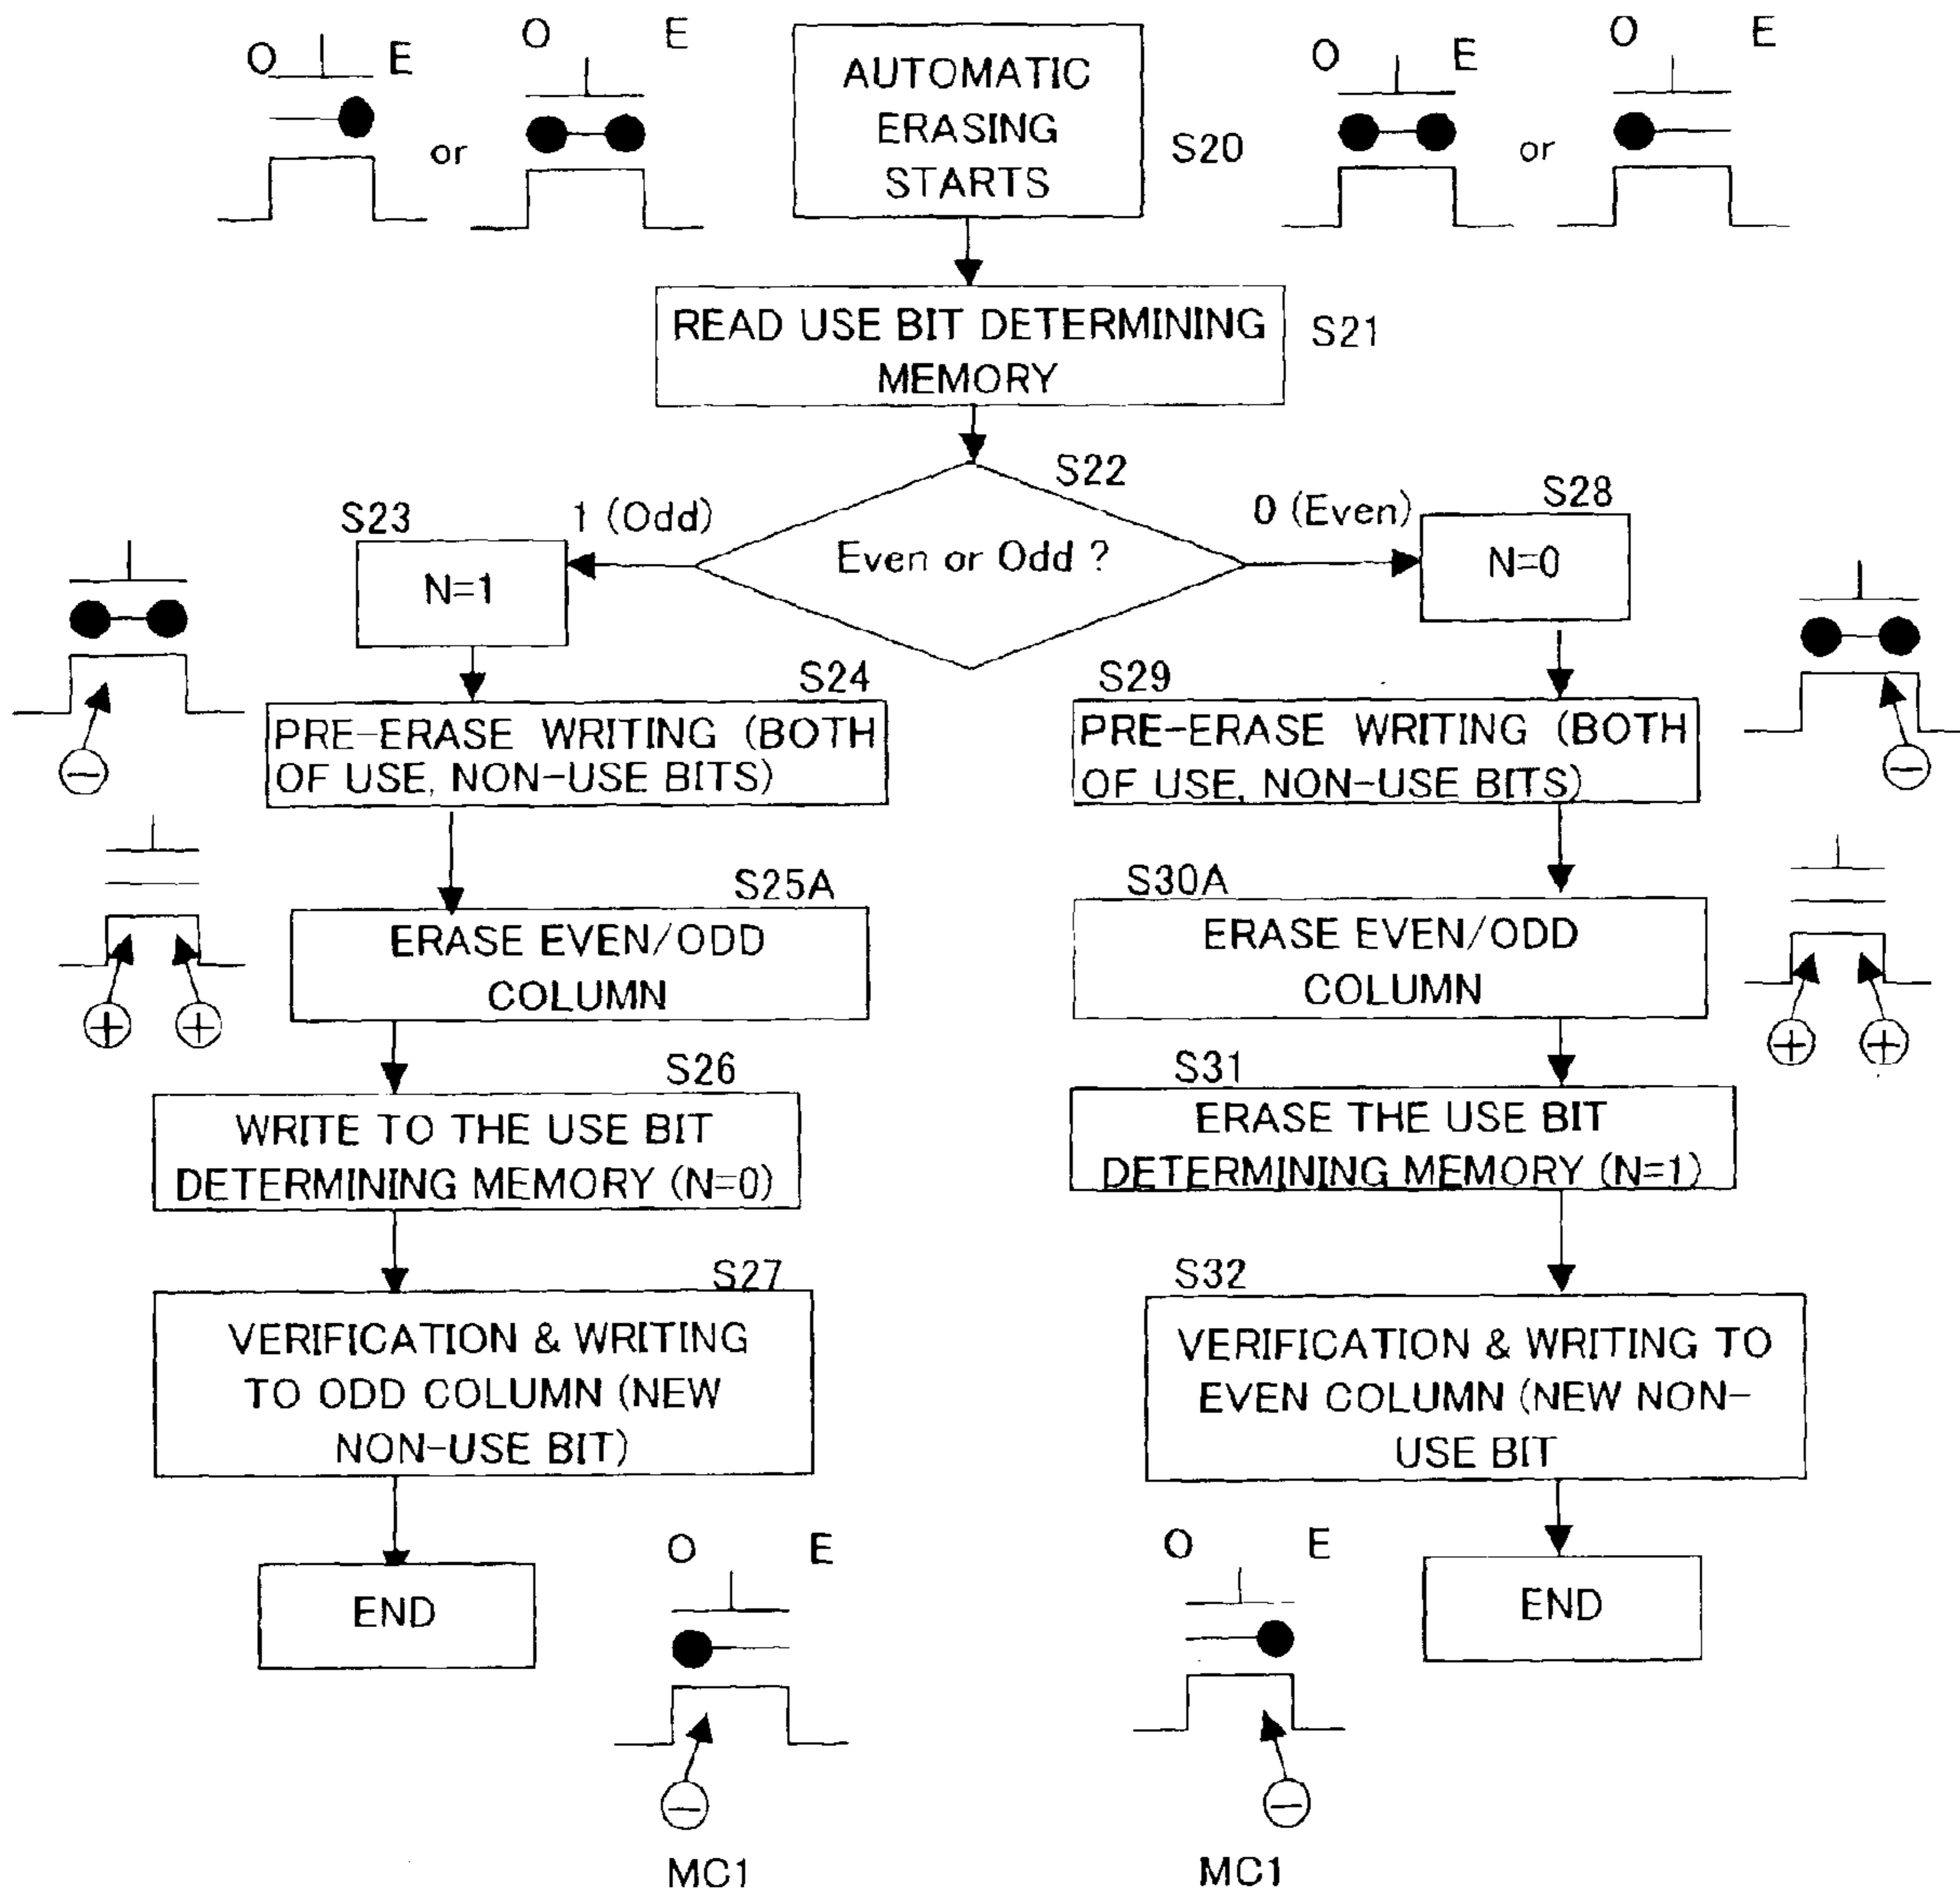 O E
O E
AUTOMATIC
ERASING
STARTS
S20
O E
O E
or
or
READ USE BIT DETERMINING
MEMORY
S21
S22
Even or Odd ?
1 (Odd)
0 (Even)
S23
N=1
S28
N=0
S24
PRE-ERASE WRITING (BOTH
OF USE, NON-USE BITS)
−
S29
PRE-ERASE WRITING (BOTH
OF USE, NON-USE BITS)
−
S25A
ERASE EVEN/ODD
COLUMN
+ +
S30A
ERASE EVEN/ODD
COLUMN
+ +
S26
WRITE TO THE USE BIT
DETERMINING MEMORY (N=0)
S31
ERASE THE USE BIT
DETERMINING MEMORY (N=1)
S27
VERIFICATION & WRITING
TO ODD COLUMN (NEW
NON-USE BIT)
S32
VERIFICATION & WRITING TO
EVEN COLUMN (NEW NON-
USE BIT
END
O E
−
MC1
O E
−
MC1
END